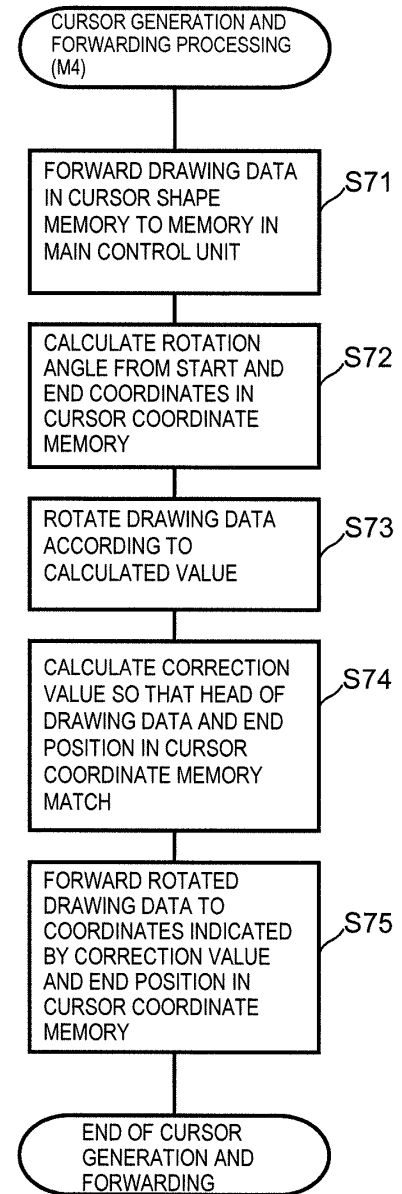 CURSOR GENERATION AND
FORWARDING PROCESSING
(M4)
FORWARD DRAWING DATA
IN CURSOR SHAPE
MEMORY TO MEMORY IN
MAIN CONTROL UNIT
S71
CALCULATE ROTATION
ANGLE FROM START AND
END COORDINATES IN
CURSOR COORDINATE
MEMORY
S72
ROTATE DRAWING DATA
ACCORDING TO
CALCULATED VALUE
S73
CALCULATE CORRECTION
VALUE SO THAT HEAD OF
DRAWING DATA AND END
POSITION IN CURSOR
COORDINATE MEMORY
MATCH
S74
FORWARD ROTATED
DRAWING DATA TO
COORDINATES INDICATED
BY CORRECTION VALUE
AND END POSITION IN
CURSOR COORDINATE
MEMORY
S75
END OF CURSOR
GENERATION AND
FORWARDING